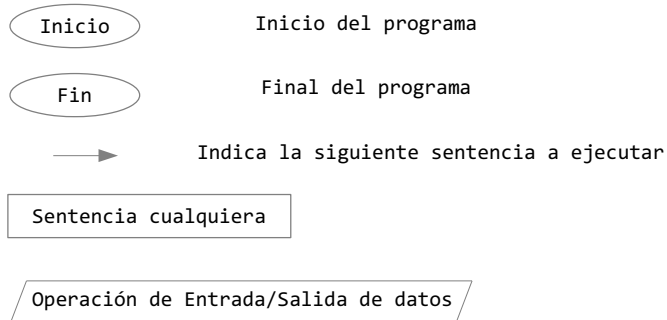 Inicio Inicio del programa
Fin Final del programa
Indica la siguiente sentencia a ejecutar
Sentencia cualquiera
Operación de Entrada/Salida de datos